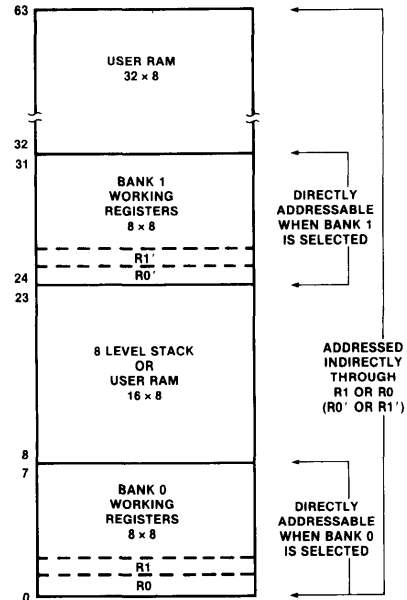 63
USER RAM
32 × 8
32
31
BANK 1
WORKING
REGISTERS
8 × 8
R1′
R0′
24
23
8 LEVEL STACK
OR
USER RAM
16 × 8
8
7
BANK 0
WORKING
REGISTERS
8 × 8
R1
R0
0
DIRECTLY
ADDRESSABLE
WHEN BANK 1
IS SELECTED
ADDRESSED
INDIRECTLY
THROUGH
R1 OR R0
(R0′ OR R1′)
DIRECTLY
ADDRESSABLE
WHEN BANK 0
IS SELECTED